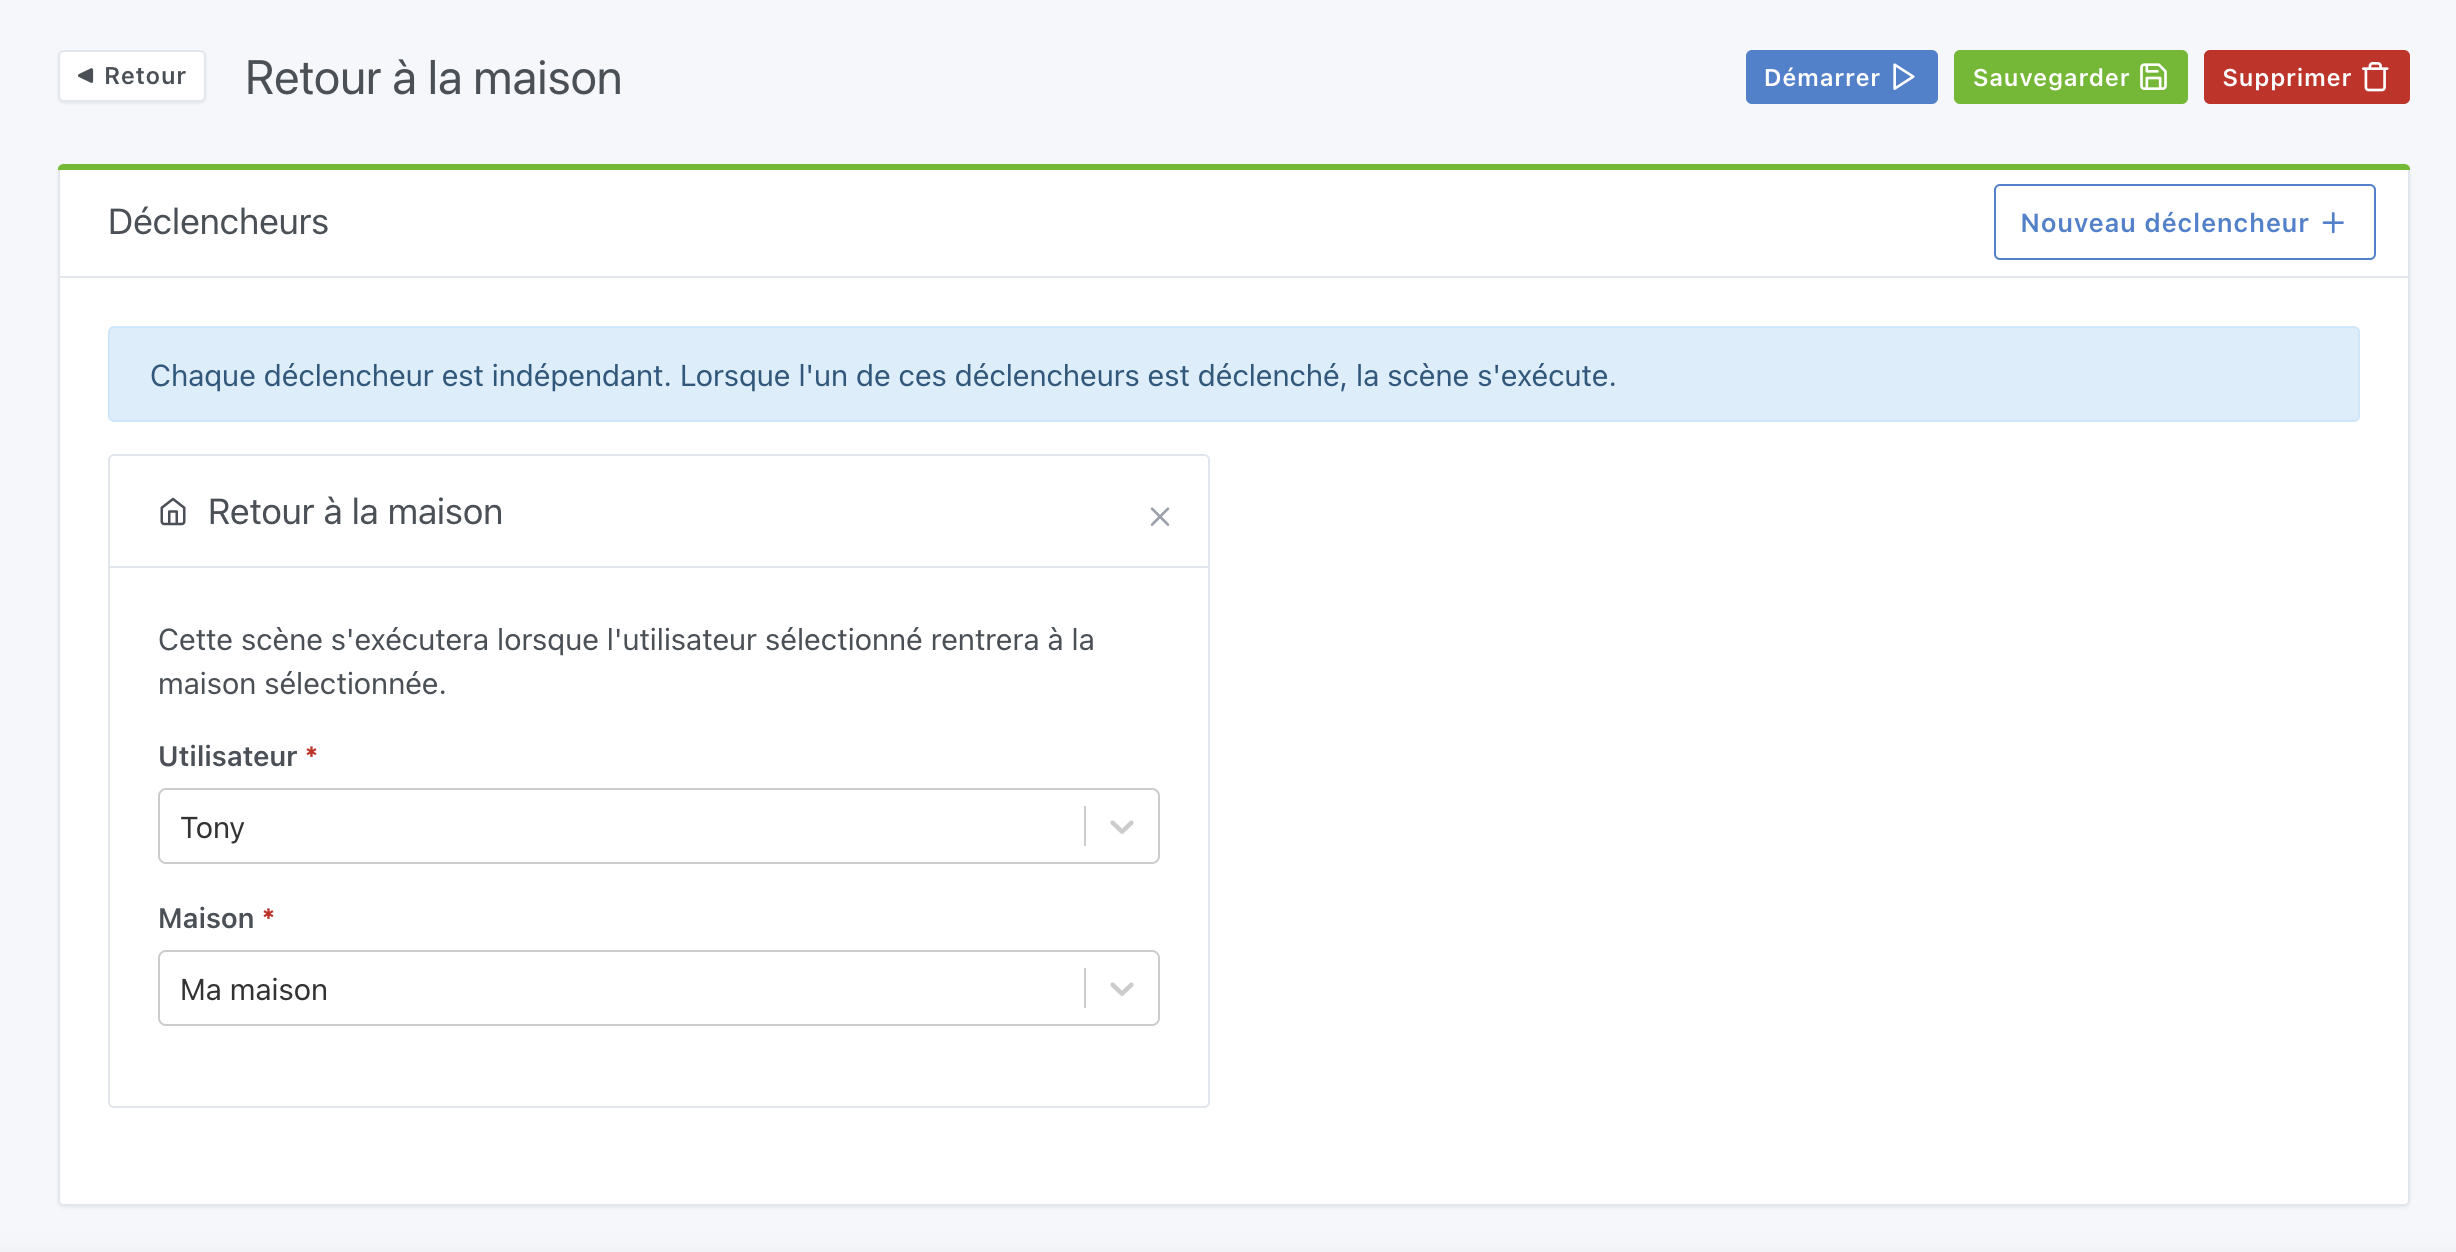 Retour
Retour à la maison
Démarrer
Sauvegarder
Supprimer
Déclencheurs
Nouveau déclencheur +
Chaque déclencheur est indépendant. Lorsque l'un de ces déclencheurs est déclenché, la scène s'exécute.
Retour à la maison
Cette scène s'exécutera lorsque l'utilisateur sélectionné rentrera à la
maison sélectionnée.
Utilisateur *
Tony
Maison *
Ma maison